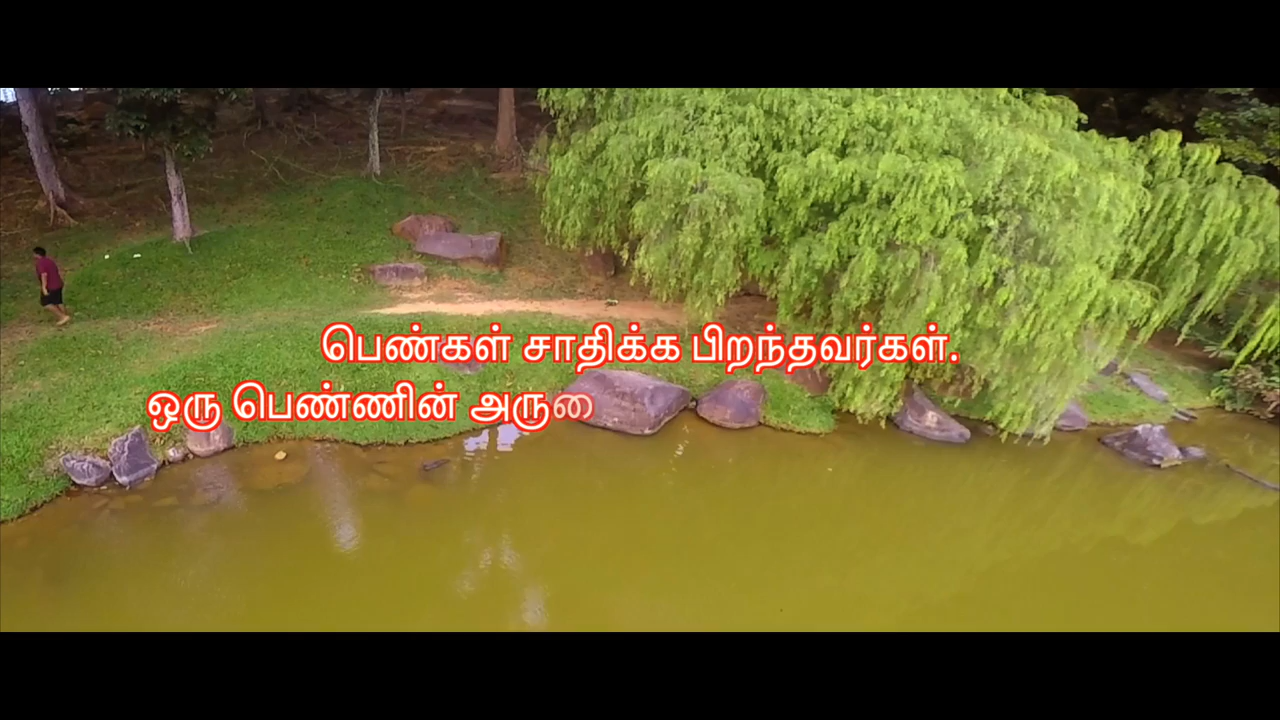 பெண்கள் சாதிக்க பிறந்தவர்கள்.
ஒரு பெண்ணின் அருை